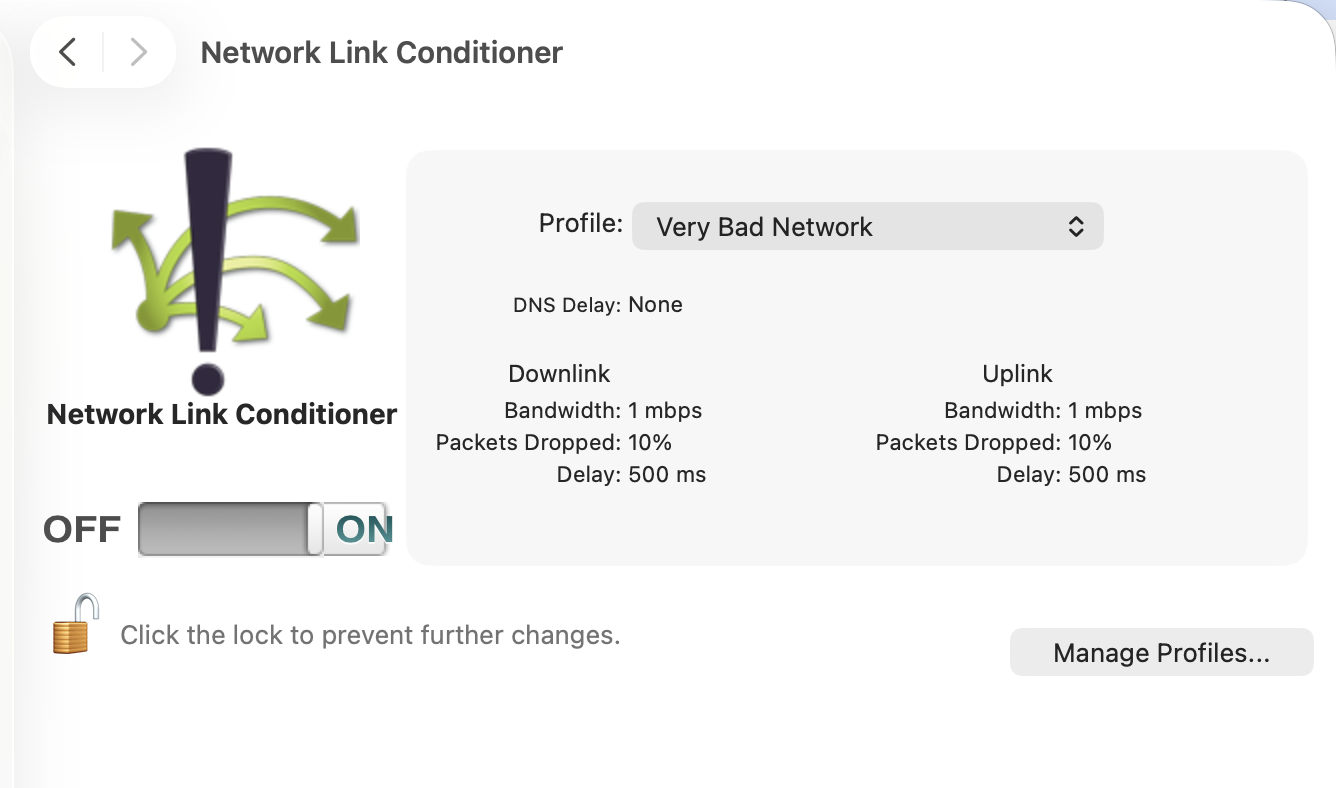 Network Link Conditioner
Network Link Conditioner
OFF ON
Click the lock to prevent further changes.
Profile: Very Bad Network
DNS Delay: None
Downlink
Bandwidth: 1 mbps
Packets Dropped: 10%
Delay: 500 ms
Uplink
Bandwidth: 1 mbps
Packets Dropped: 10%
Delay: 500 ms
Manage Profiles...